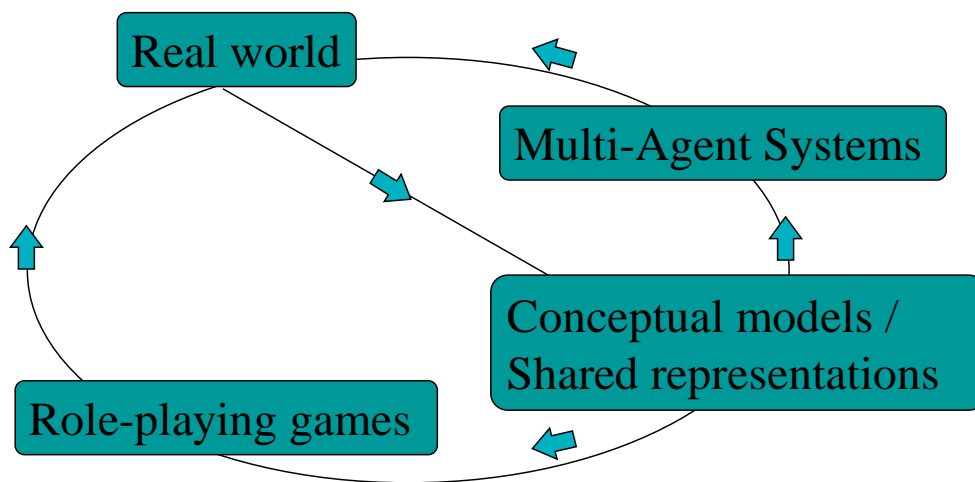 Real world
Multi-Agent Systems
Conceptual models /
Shared representations
Role-playing games